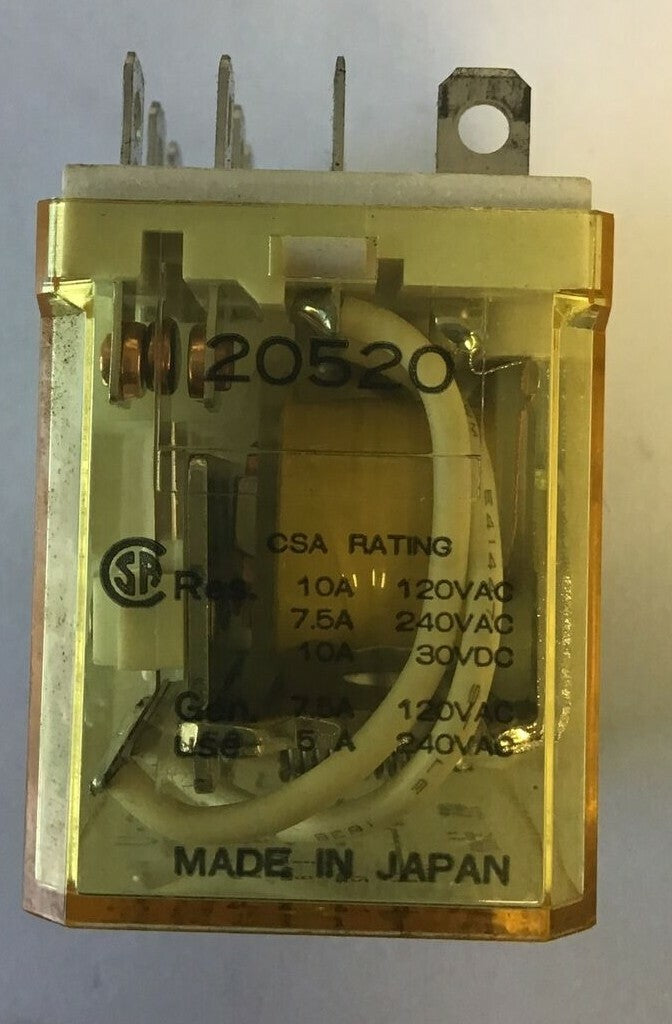 20520
CSA RATING
SA
Res. 10A 120VAC
7.5A 240VAC
10A 30VDC
Gen. 7.5A 120VAC
use 5 A 240VAC
MADE IN JAPAN